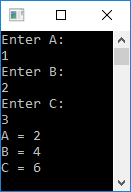 Enter A:
1
Enter B:
2
Enter C:
3
A = 2
B = 4
C = 6